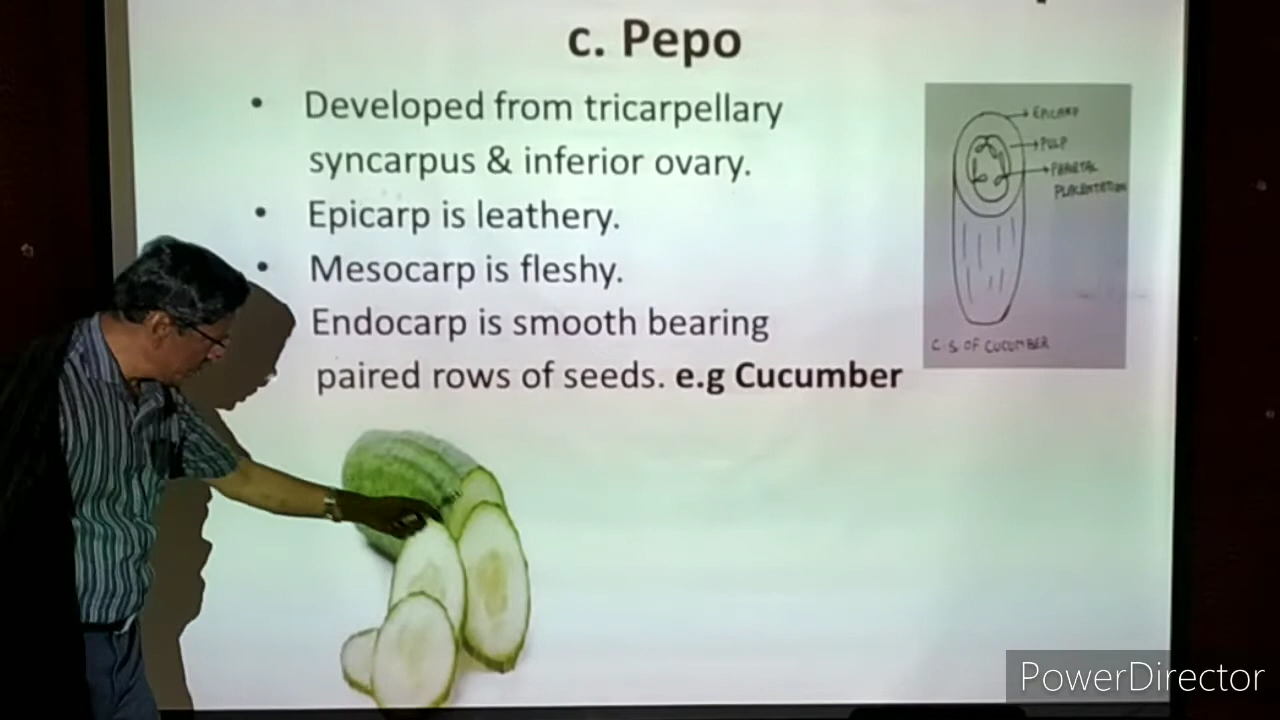 c. Pepo
• Developed from tricarpellary
syncarpus & inferior ovary.
• Epicarp is leathery.
• Mesocarp is fleshy.
Endocarp is smooth bearing
paired rows of seeds. e.g Cucumber
EPICARP
PULP
PARIETAL
PLACENTATION
C.S. OF CUCUMBER
PowerDirector